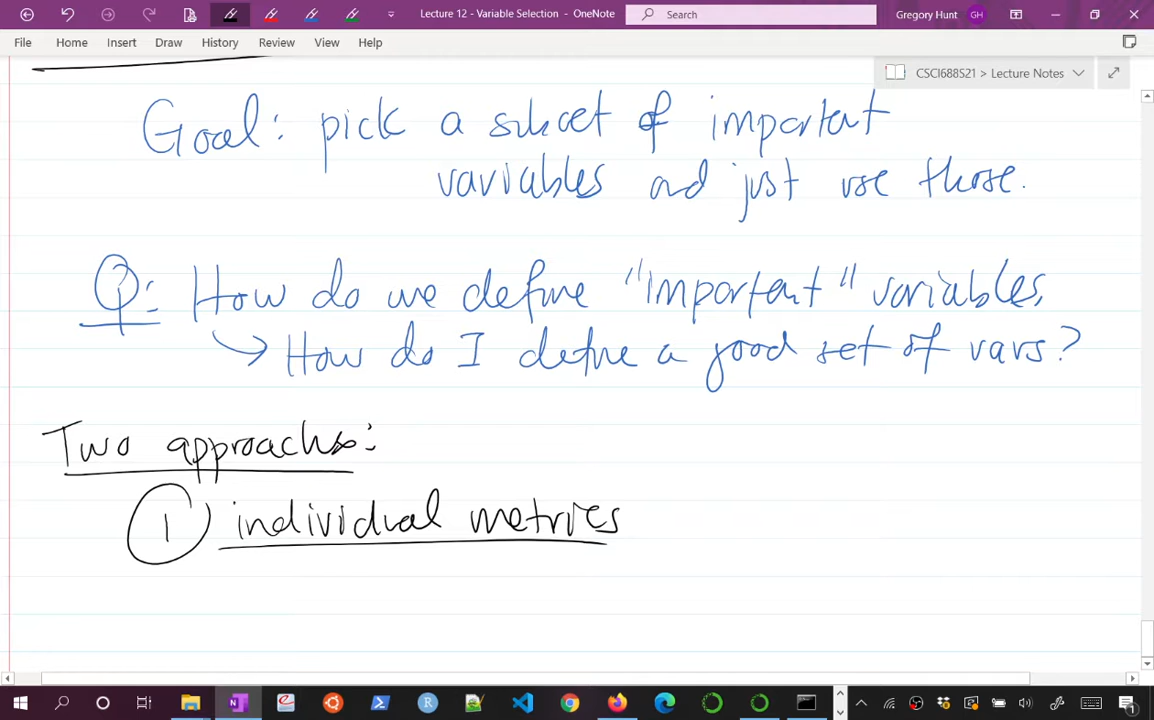 Lecture 12 - Variable Selection - OneNote
Search
Gregory Hunt
GH
File Home Insert Draw History Review View Help
CSCI688S21 > Lecture Notes
Goal: pick a subset of important
variables and just use those.
Q: How do we define "important" variables,
→ How do I define a good set of vars?
Two approachs:
1 individual metrics